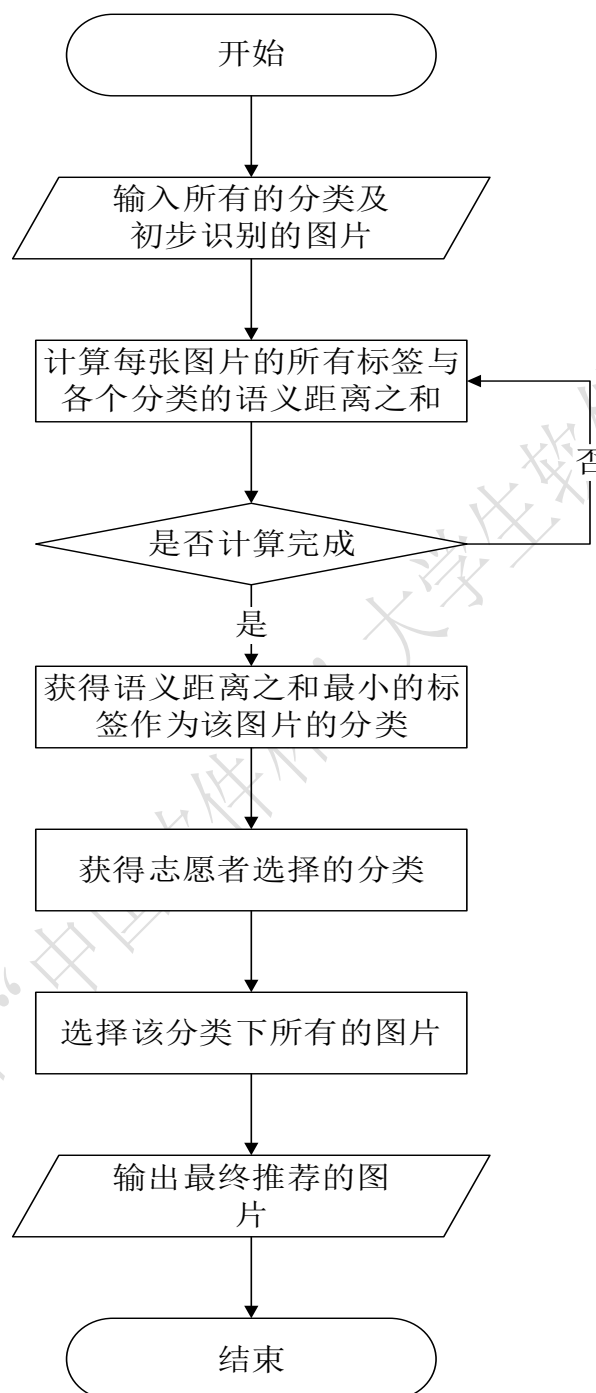 开始
输入所有的分类及
初步识别的图片
计算每张图片的所有标签与
各个分类的语义距离之和
否
是否计算完成
是
获得语义距离之和最小的标
签作为该图片的分类
获得志愿者选择的分类
选择该分类下所有的图片
输出最终推荐的图
片
结束